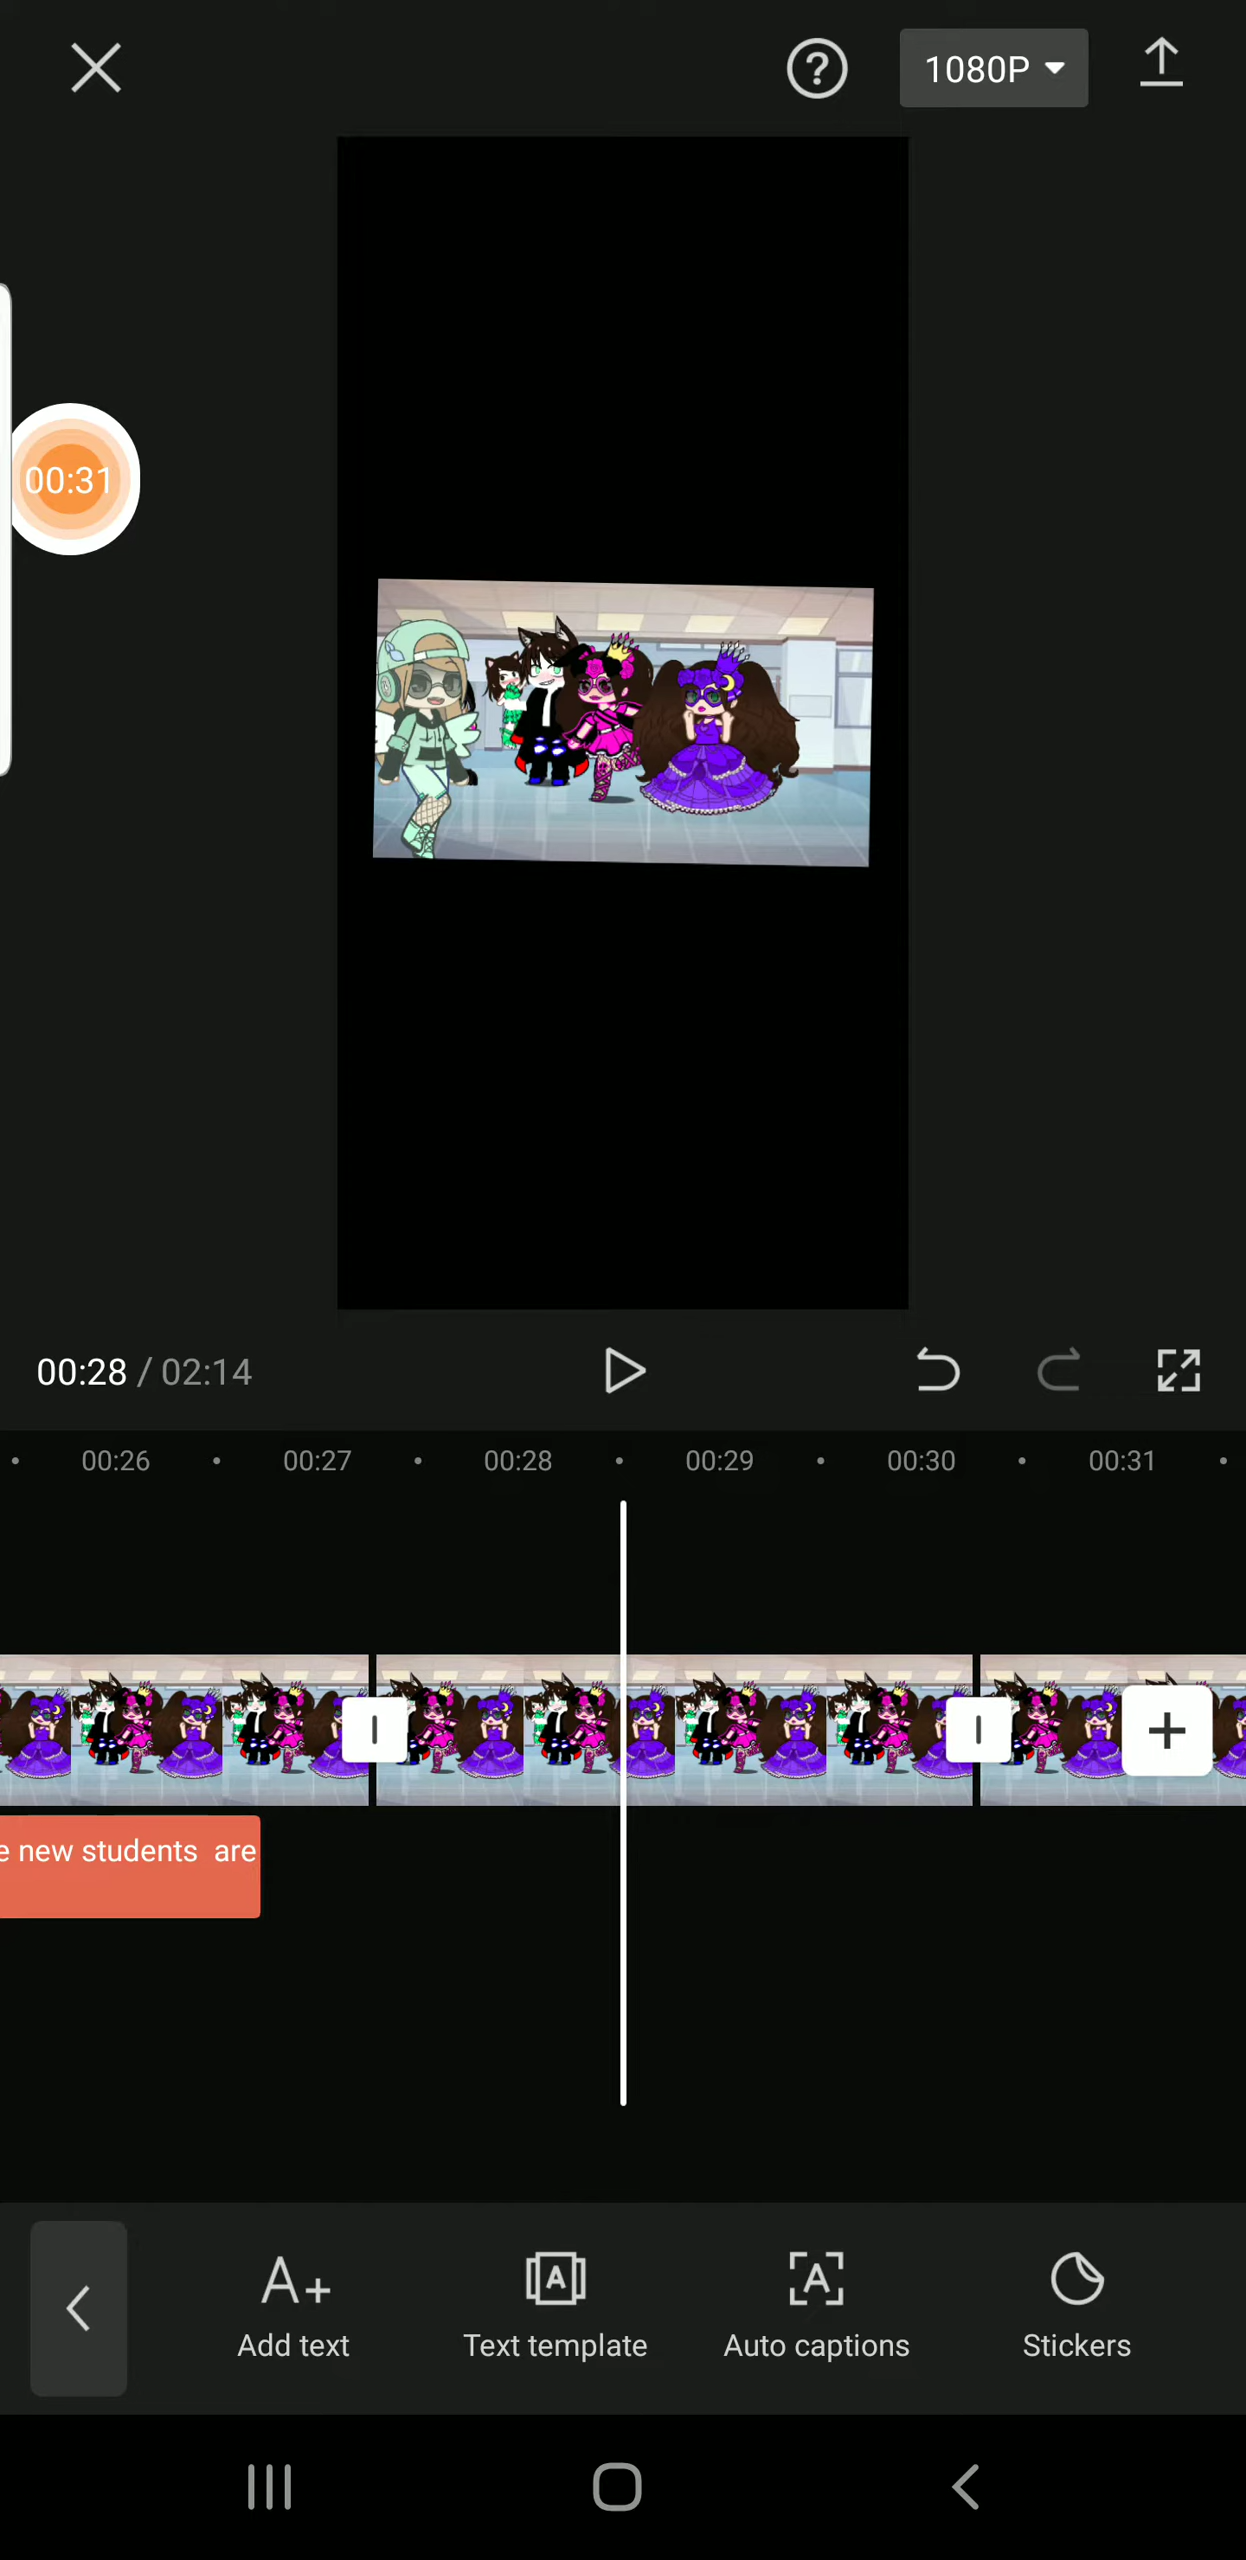 1080P
00:31
00:28 / 02:14
00:26 00:27 00:28 00:29 00:30 00:31
e new students are
Add text Text template Auto captions Stickers